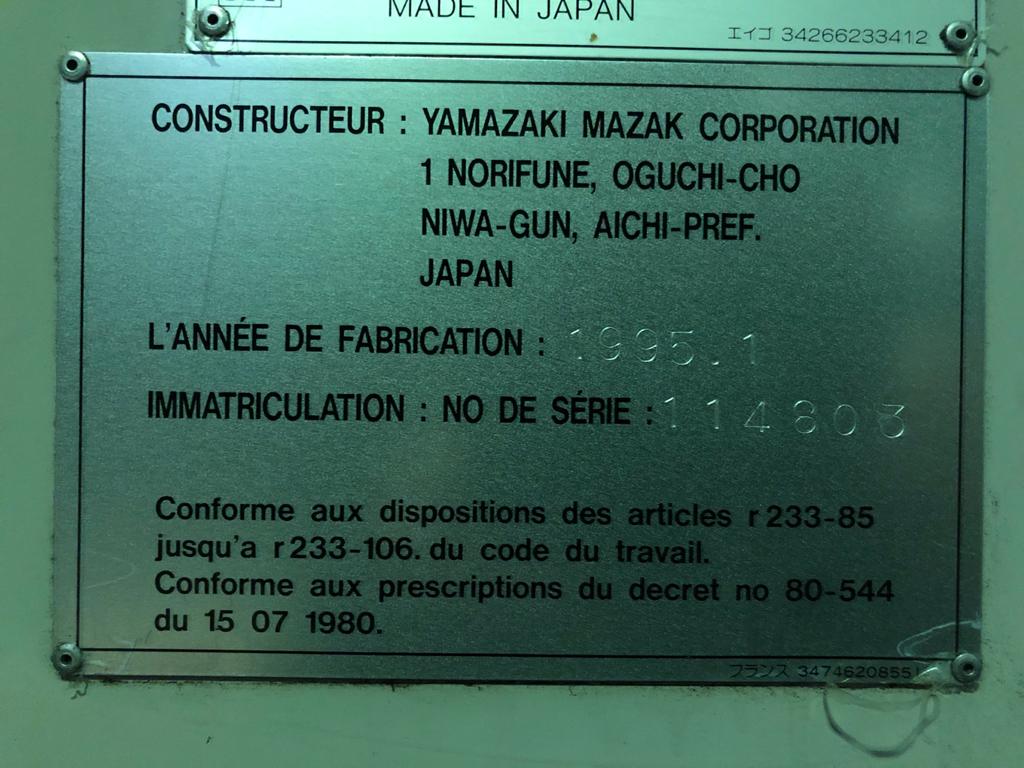 MADE IN JAPAN
エイゴ 34266233412
CONSTRUCTEUR : YAMAZAKI MAZAK CORPORATION
1 NORIFUNE, OGUCHI-CHO
NIWA-GUN, AICHI-PREF.
JAPAN
L'ANNÉE DE FABRICATION : 1995.1
IMMATRICULATION : NO DE SÉRIE : 114803
Conforme aux dispositions des articles r233-85
jusqu'a r233-106. du code du travail.
Conforme aux prescriptions du decret no 80-544
du 15 07 1980.
フランス 34746208551